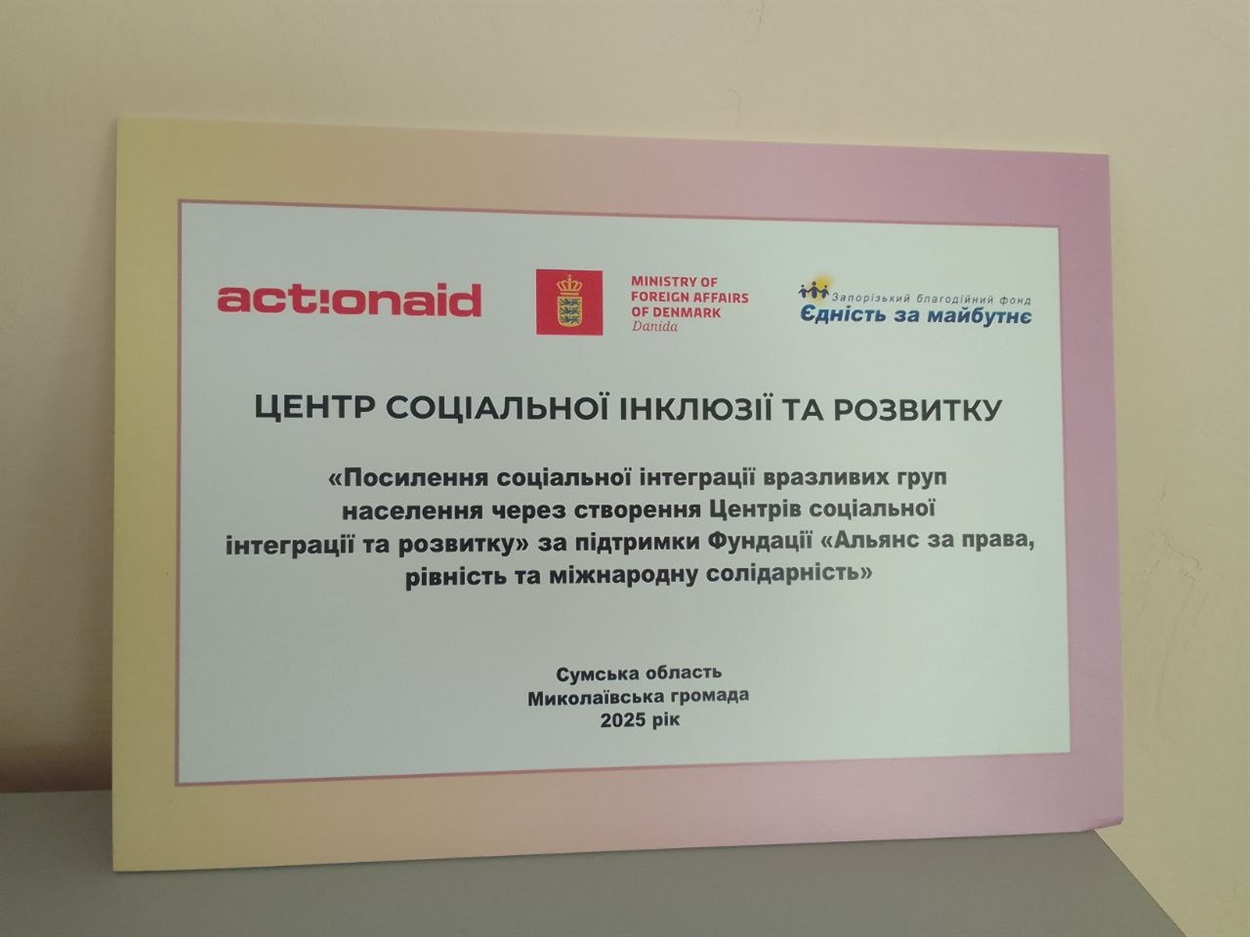 act!onaid
MINISTRY OF
FOREIGN AFFAIRS
OF DENMARK
Danida
Запорізький благодійний фонд
Єдність за майбутнє
ЦЕНТР СОЦІАЛЬНОЇ ІНКЛЮЗІЇ ТА РОЗВИТКУ
«Посилення соціальної інтеграції вразливих груп
населення через створення Центрів соціальної
інтеграції та розвитку» за підтримки Фундації «Альянс за права,
рівність та міжнародну солідарність»
Сумська область
Миколаївська громада
2025 рік